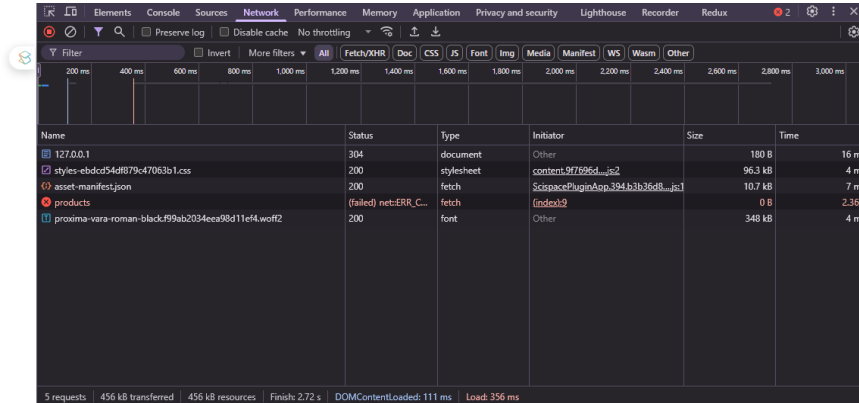 Elements Console Sources Network Performance Memory Application Privacy and security Lighthouse Recorder Redux 2
Preserve log Disable cache No throttling
Filter Invert More filters All Fetch/XHR Doc CSS JS Font Img Media Manifest WS Wasm Other
200 ms 400 ms 600 ms 800 ms 1,000 ms 1,200 ms 1,400 ms 1,600 ms 1,800 ms 2,000 ms 2,200 ms 2,400 ms 2,600 ms 2,800 ms 3,000 ms
Name Status Type Initiator Size Time
127.0.0.1 304 document Other 180 B 16 m
styles-ebdcd54df879c47063b1.css 200 stylesheet content.9f7696d....js:2 96.3 kB 4 m
asset-manifest.json 200 fetch ScispacePluginApp.394.b3b36d8....js:1 10.7 kB 7 m
products (failed) net::ERR_C... fetch (index):9 0 B 2.36
proxima-vara-roman-black.f99ab2034eea98d11ef4.woff2 200 font Other 348 kB 4 m
5 requests 456 kB transferred 456 kB resources Finish: 2.72 s DOMContentLoaded: 111 ms Load: 356 ms